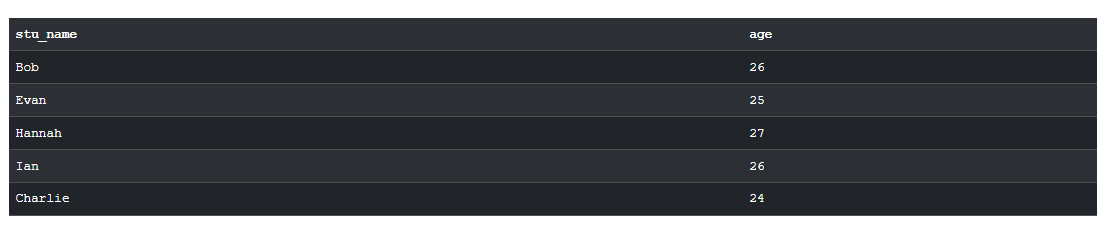 stu_name age
Bob 26
Evan 25
Hannah 27
Ian 26
Charlie 24